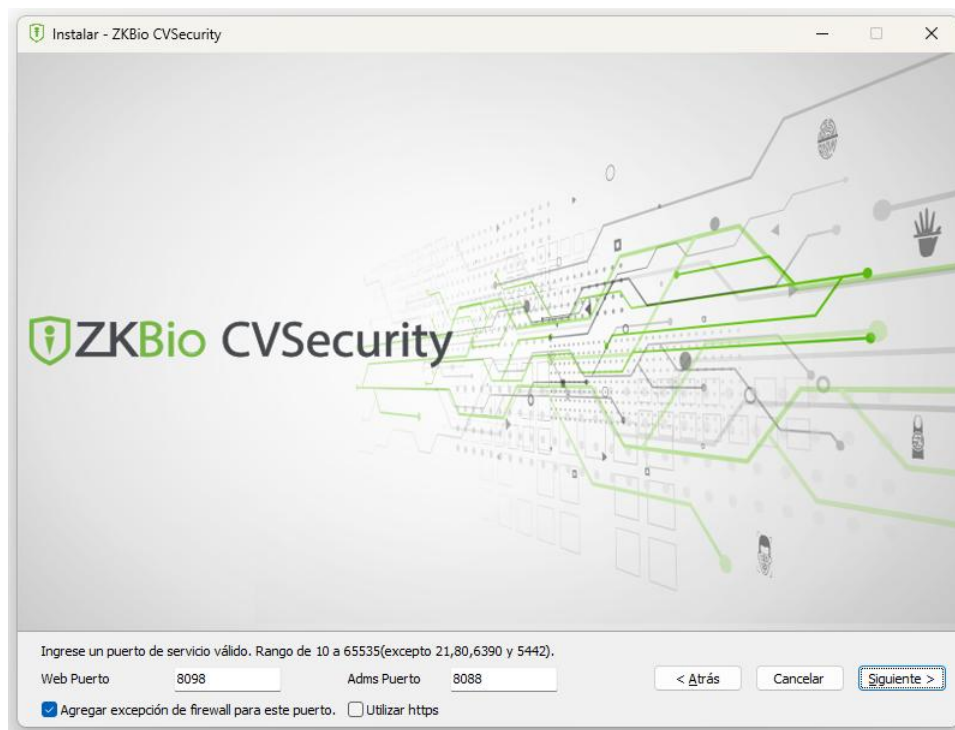 Instalar - ZKBio CVSecurity
ZKBio CVSecurity
Ingrese un puerto de servicio válido. Rango de 10 a 65535(excepto 21,80,6390 y 5442).
Web Puerto 8098 Adms Puerto 8088 < Atrás Cancelar Siguiente >
Agregar excepción de firewall para este puerto. Utilizar https